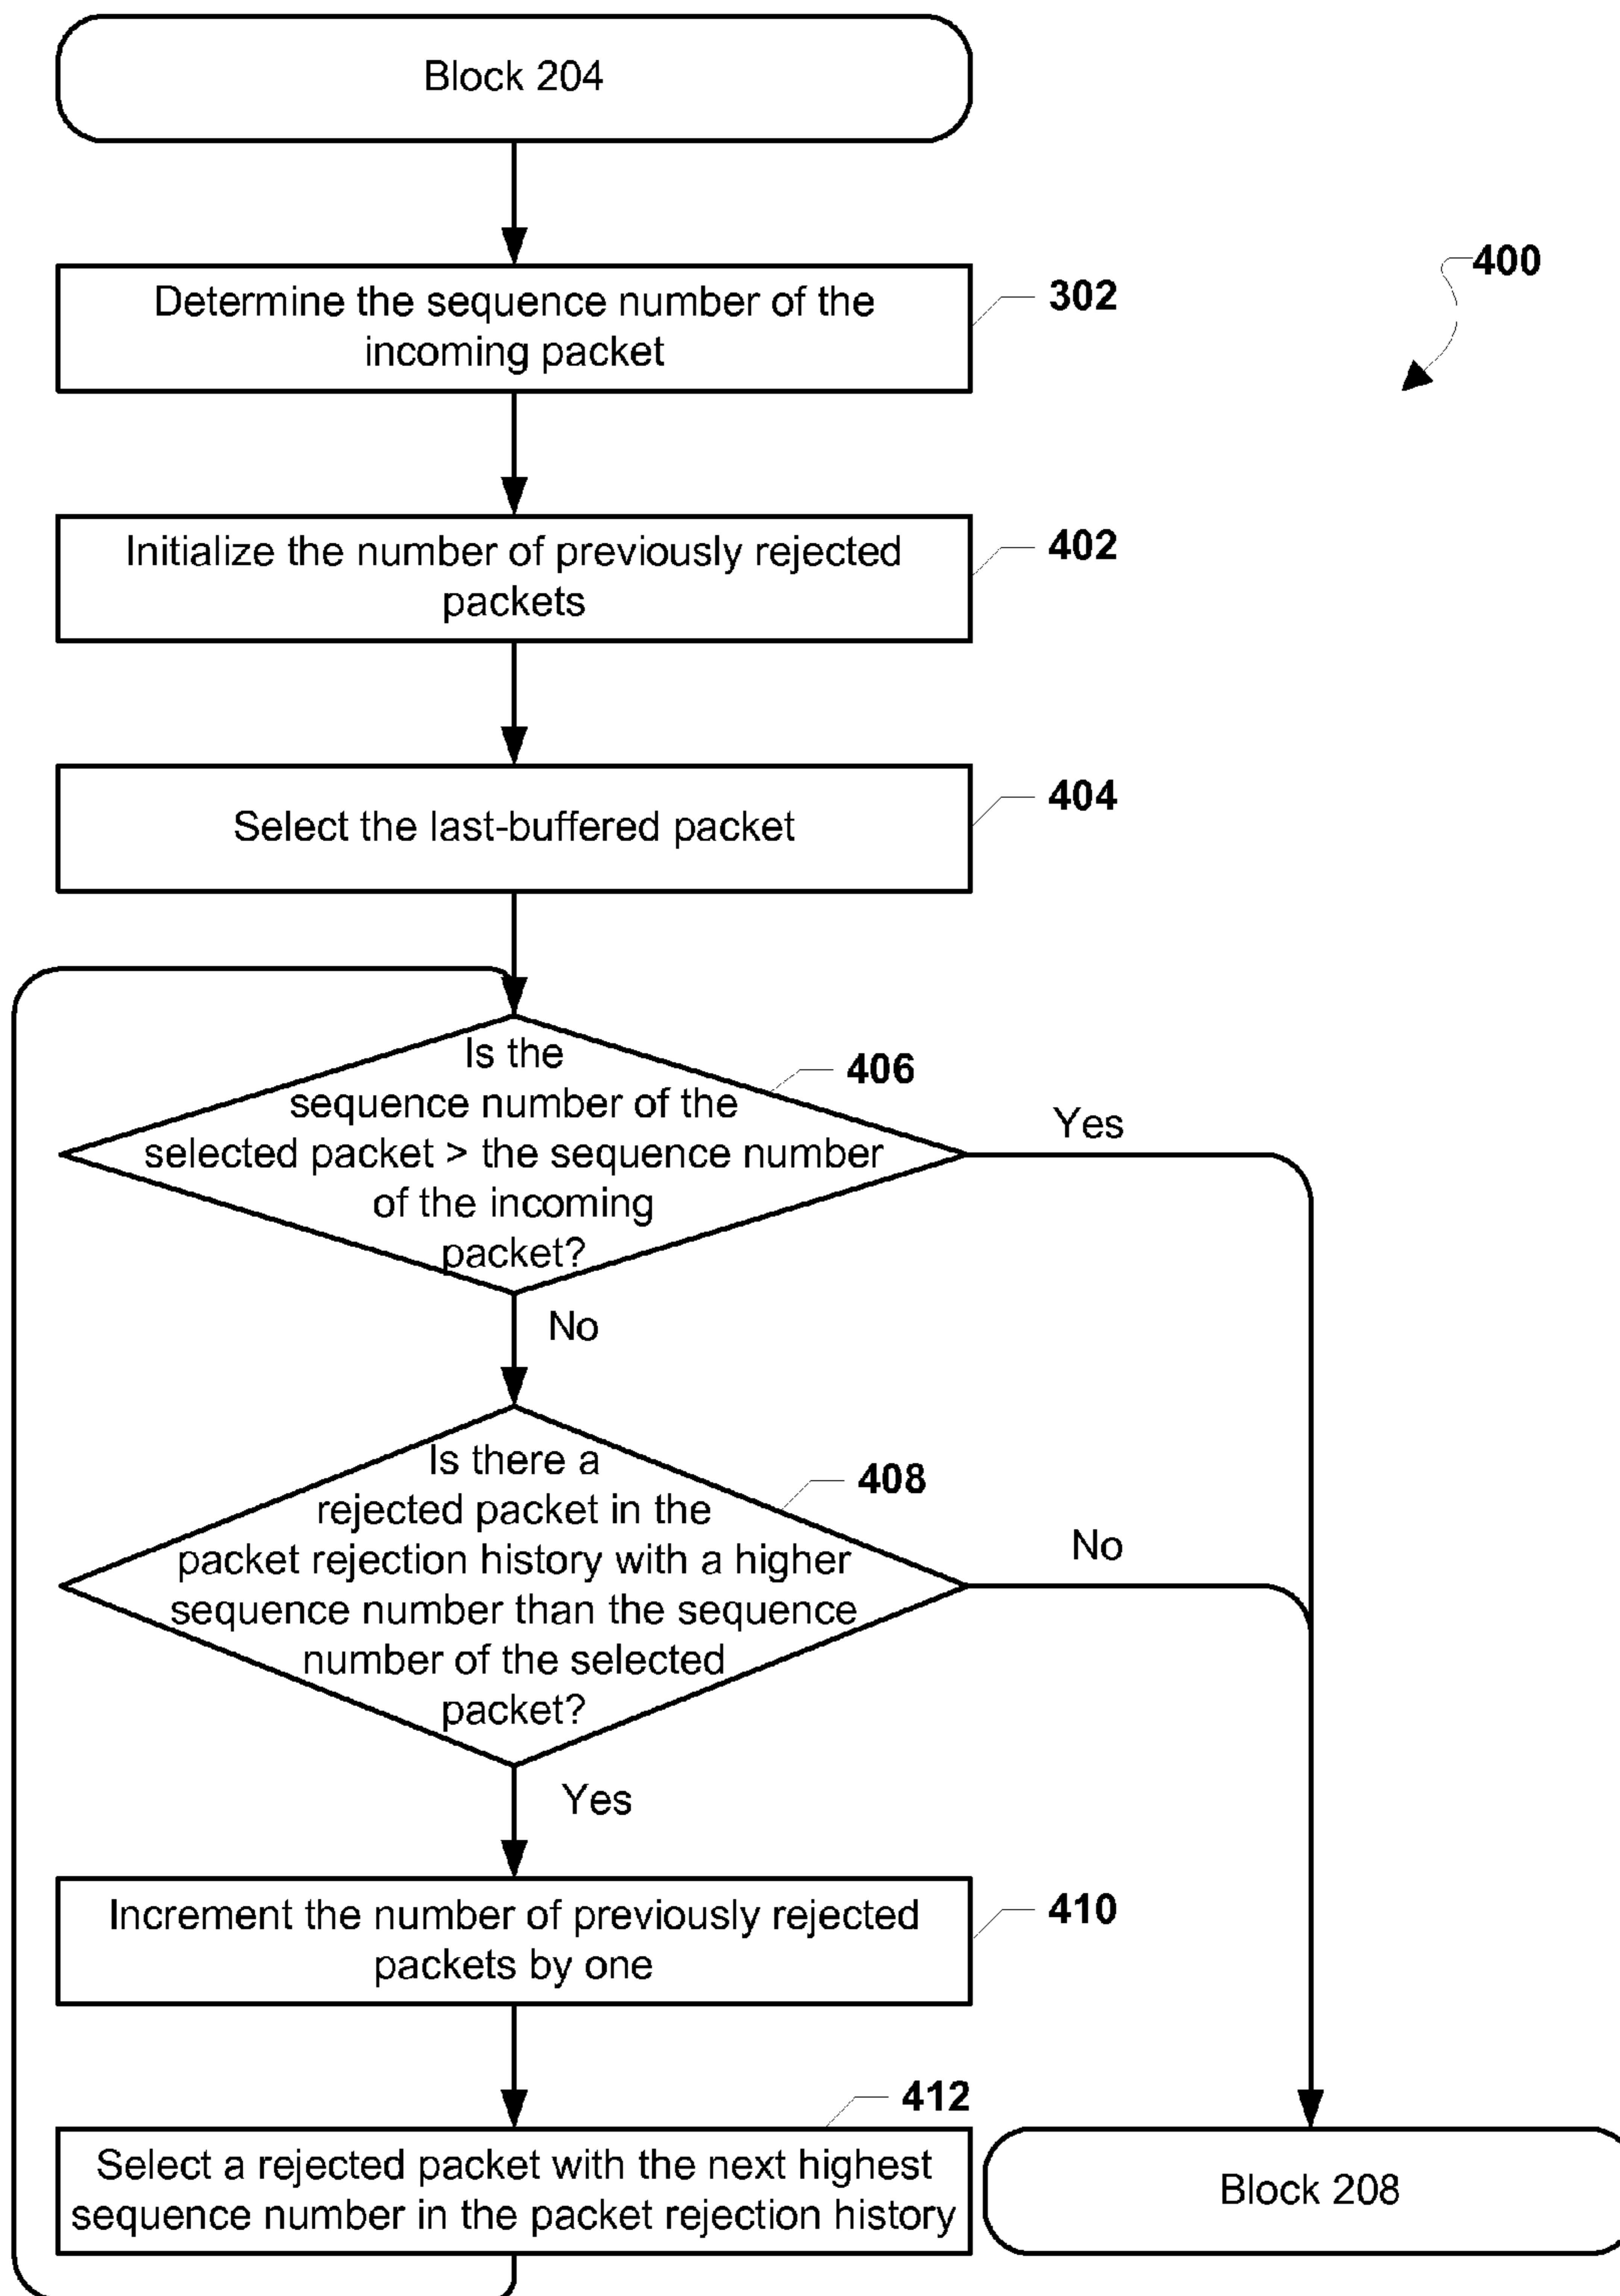 Block 204
400
Determine the sequence number of the
incoming packet
302
Initialize the number of previously rejected
packets
402
Select the last-buffered packet
404
Is the
sequence number of the
selected packet > the sequence number
of the incoming
packet?
406
Yes
No
Is there a
rejected packet in the
packet rejection history with a higher
sequence number than the sequence
number of the selected
packet?
408
No
Yes
Increment the number of previously rejected
packets by one
410
412
Select a rejected packet with the next highest
sequence number in the packet rejection history
Block 208